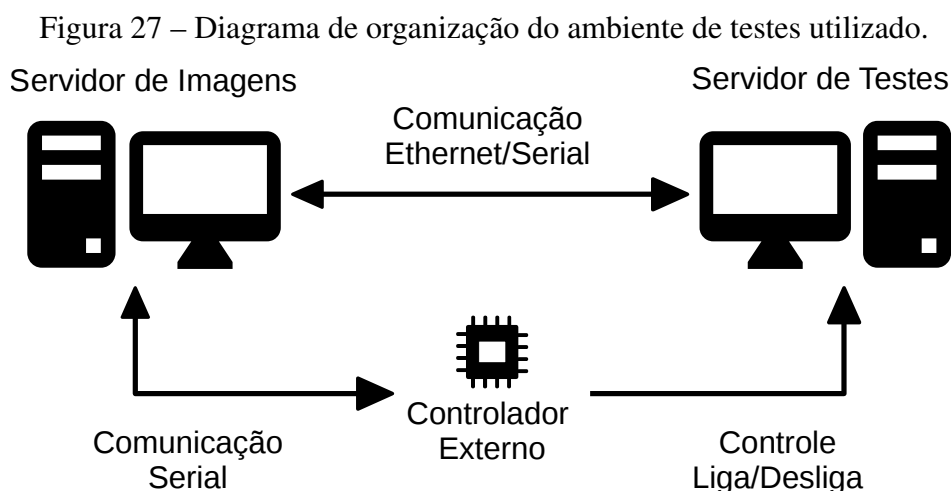 Figura 27 – Diagrama de organização do ambiente de testes utilizado.
Servidor de Imagens
Servidor de Testes
Comunicação
Ethernet/Serial
Controlador
Externo
Comunicação
Serial
Controle
Liga/Desliga